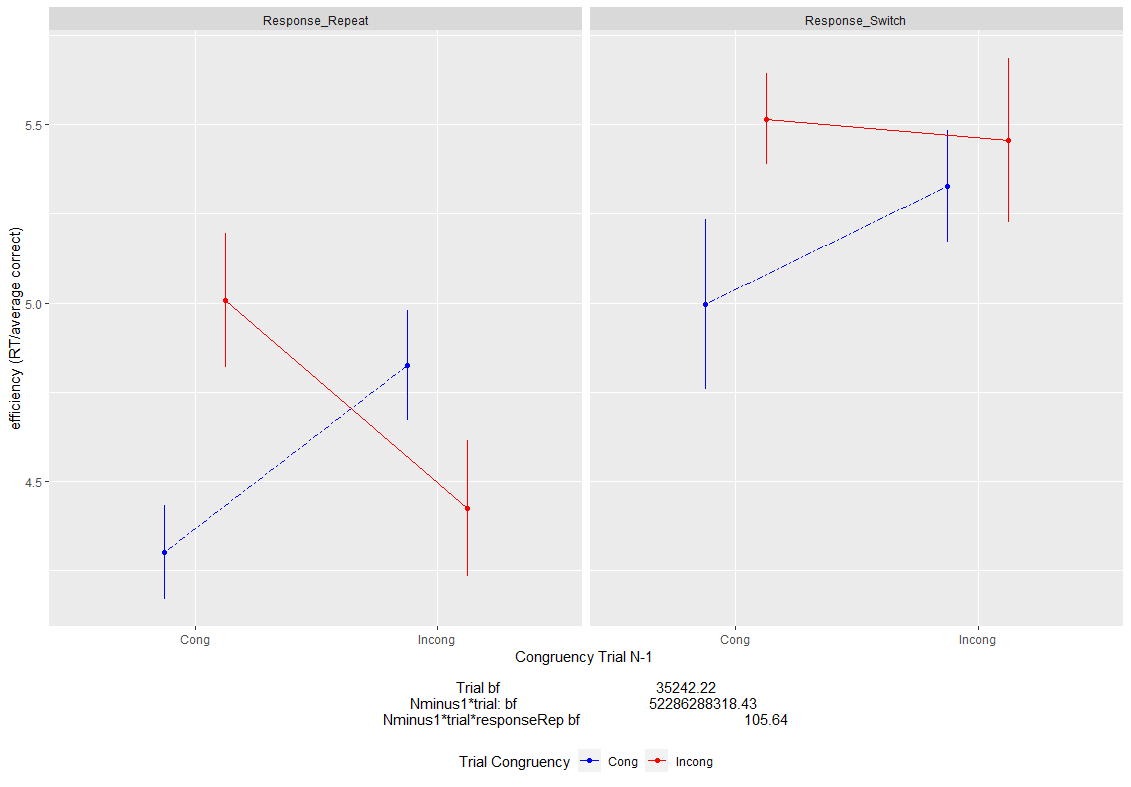 Response_Repeat
Response_Switch
efficiency (RT/average correct)
5.5
5.0
4.5
Cong
Incong
Cong
Incong
Congruency Trial N-1
Trial bf 35242.22
Nminus1*trial: bf 52286288318.43
Nminus1*trial*responseRep bf 105.64
Trial Congruency Cong Incong